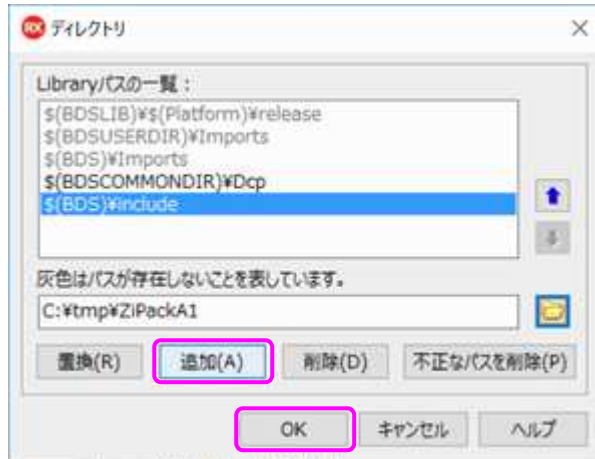 RX ディレクトリ
Libraryパスの一覧：
$(BDSLIB)¥$(Platform)¥release
$(BDSUSERDIR)¥Imports
$(BDS)¥Imports
$(BDSCOMMONDIR)¥Dcp
$(BDS)¥include
灰色はパスが存在しないことを表しています。
C:¥tmp¥ZiPackA1
置換(R) 追加(A) 削除(D) 不正なパスを削除(P)
OK キャンセル ヘルプ